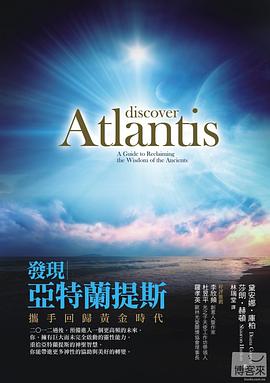 discover
Atlantis
A Guide to Reclaiming
the Wisdom of the Ancients
發現
亞特蘭提斯
攜手回歸黃金時代
二〇一二過後,預備進入一個更高頻的未來,
你,擁有巨大而未完全啟動的靈性能力,
重拾亞特蘭提斯的神聖智慧,
你能帶進更多神性的協助與美好的轉變。
黛安娜‧庫柏
莎朗‧赫頓
林瑞堂 譯
博客來